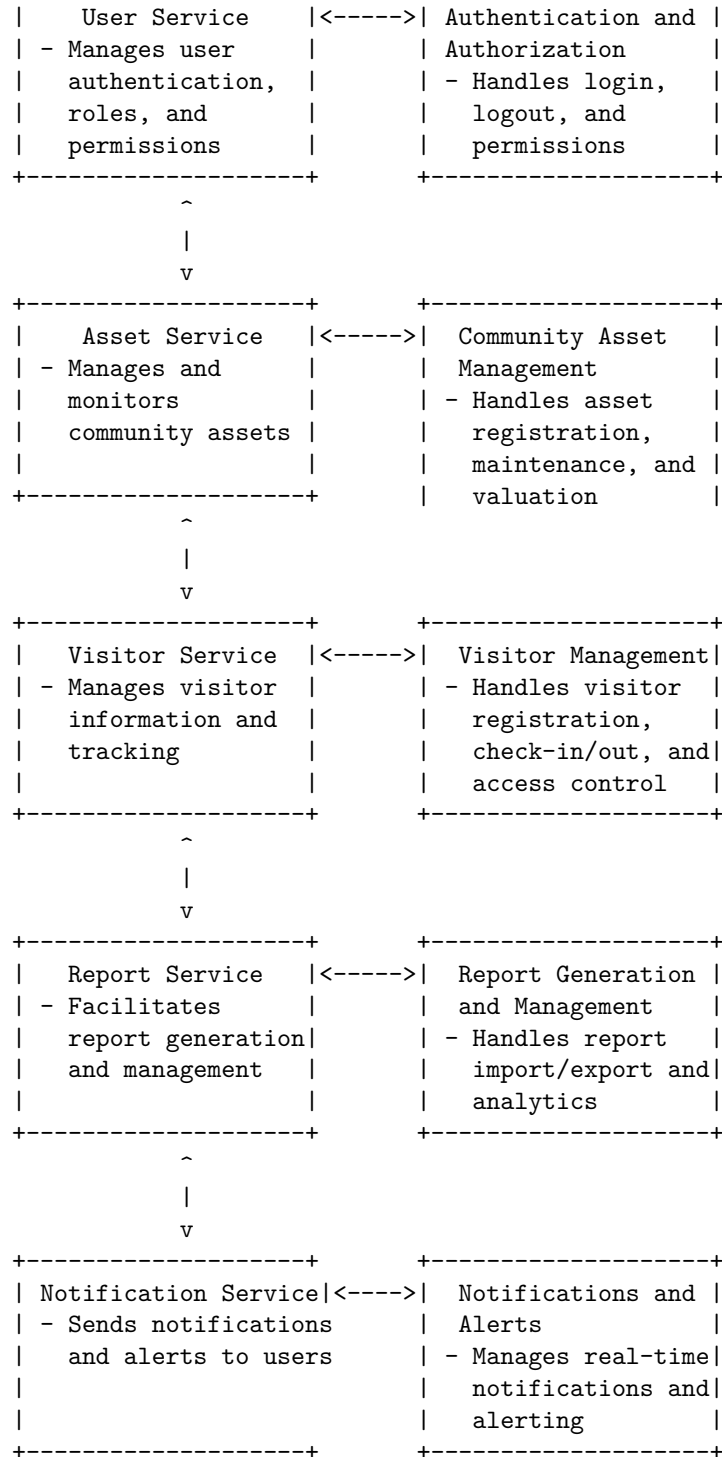 |    User Service    |<----->| Authentication and |
| - Manages user     |       | Authorization      |
|   authentication,  |       | - Handles login,   |
|   roles, and       |       |   logout, and      |
|   permissions      |       |   permissions      |
+--------------------+       +--------------------+
            ^
            |
            v
+--------------------+       +--------------------+
|    Asset Service   |<----->|  Community Asset   |
| - Manages and      |       |  Management        |
|   monitors         |       | - Handles asset    |
|   community assets |       |   registration,    |
|                    |       |   maintenance, and |
+--------------------+       |   valuation        |
            ^
            |
            v
+--------------------+       +--------------------+
|   Visitor Service  |<----->|  Visitor Management|
| - Manages visitor  |       | - Handles visitor  |
|   information and  |       |   registration,    |
|   tracking         |       |   check-in/out, and|
|                    |       |   access control   |
+--------------------+       +--------------------+
            ^
            |
            v
+--------------------+       +--------------------+
|   Report Service   |<----->|  Report Generation |
| - Facilitates      |       |  and Management    |
|   report generation|       | - Handles report   |
|   and management   |       |   import/export and|
|                    |       |   analytics        |
+--------------------+       +--------------------+
            ^
            |
            v
+--------------------+       +--------------------+
| Notification Service|<---->|  Notifications and |
| - Sends notifications      |  Alerts            |
|   and alerts to users      | - Manages real-time|
|                            |   notifications and|
|                            |   alerting         |
+--------------------+       +--------------------+